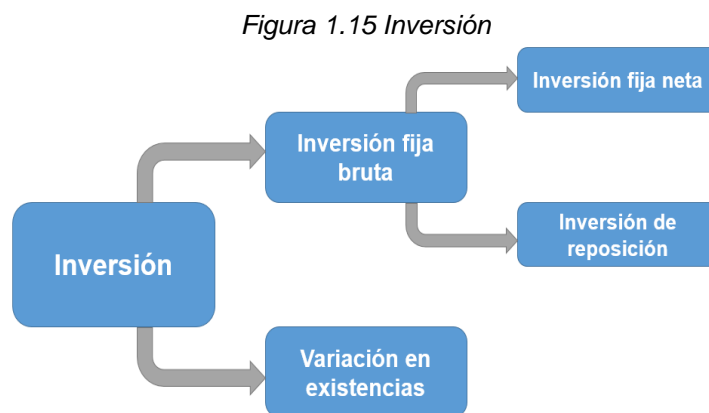 Figura 1.15 Inversión
Inversión fija neta
Inversión fija
bruta
Inversión de
reposición
Inversión
Variación en
existencias